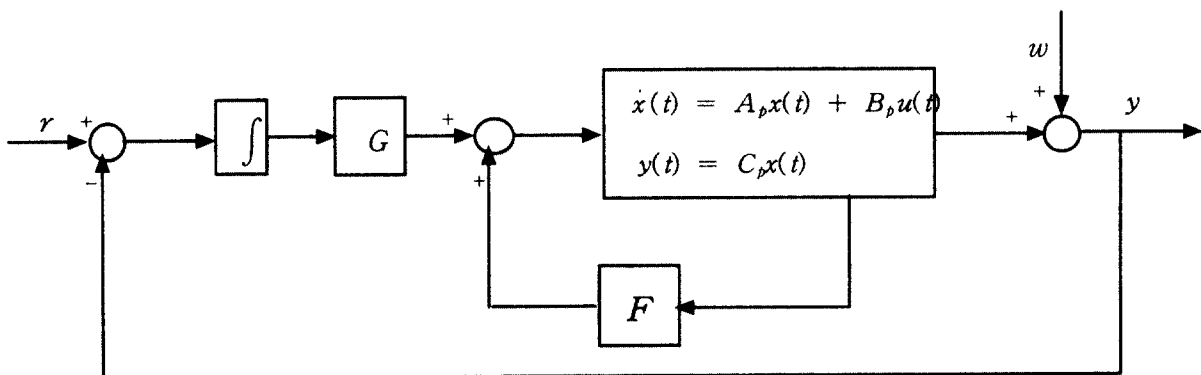 w
ẋ(t) = A_p x(t) + B_p u(t)
y
r
+
+
+
+
∫
G
y(t) = C_p x(t)
−
+
F